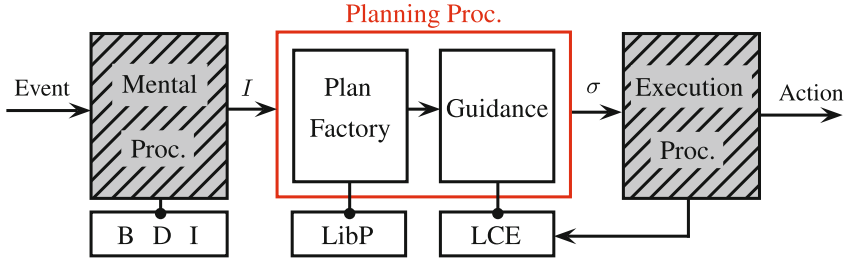 Planning Proc.
Event
Mental
Proc.
I
Plan
Factory
Guidance
σ
Execution
Proc.
Action
B D I
LibP
LCE